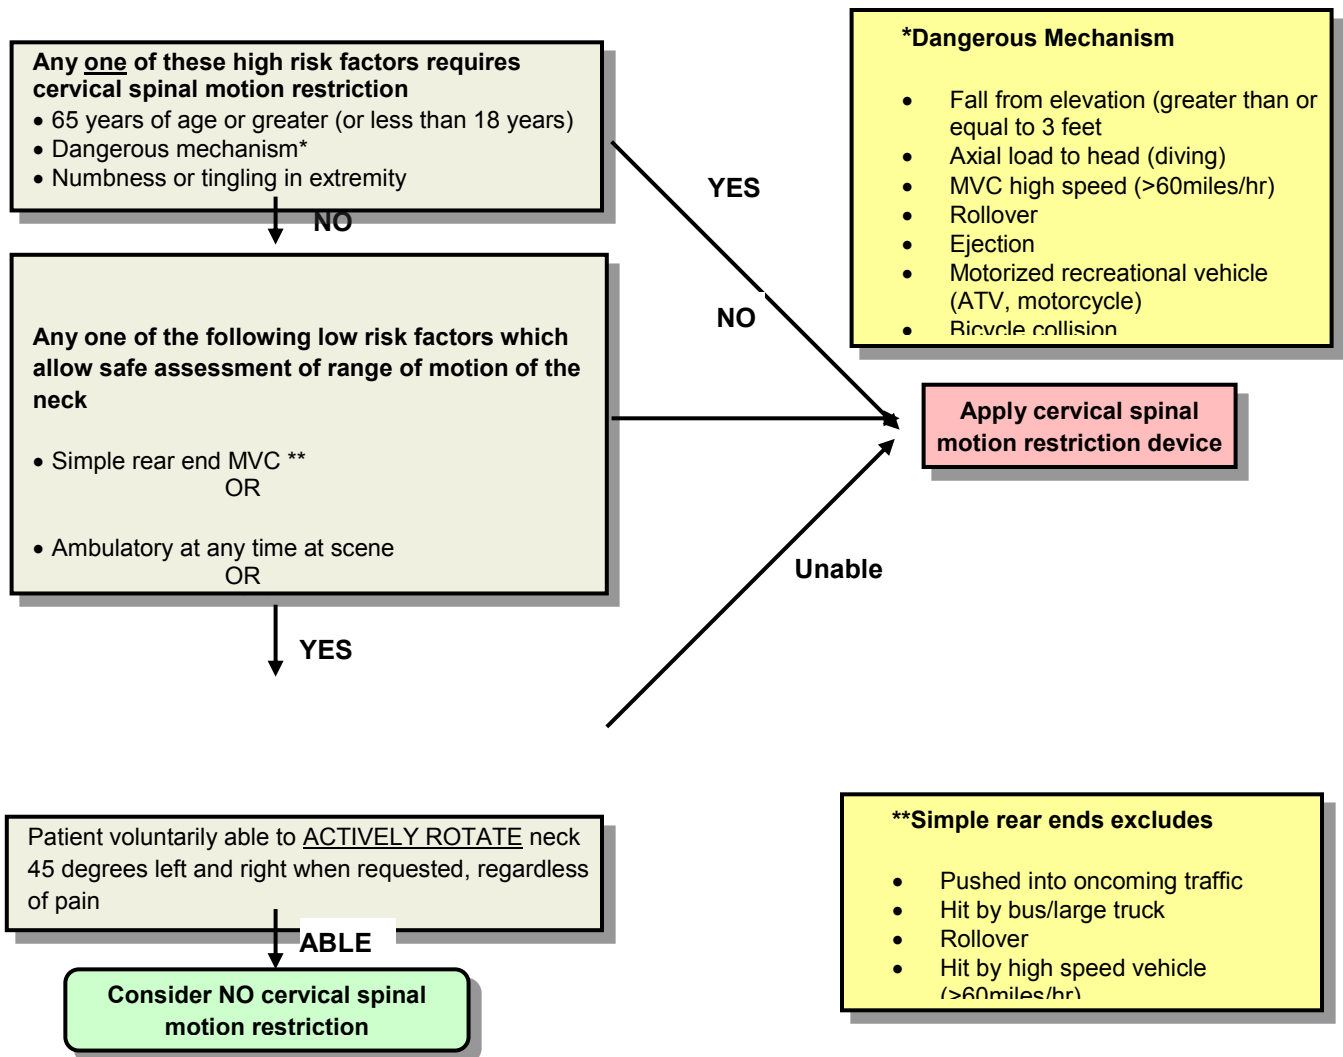 Any one of these high risk factors requires
cervical spinal motion restriction
• 65 years of age or greater (or less than 18 years)
• Dangerous mechanism*
• Numbness or tingling in extremity
NO
YES
NO
*Dangerous Mechanism
• Fall from elevation (greater than or
equal to 3 feet
• Axial load to head (diving)
• MVC high speed (>60miles/hr)
• Rollover
• Ejection
• Motorized recreational vehicle
(ATV, motorcycle)
• Bicycle collision
Any one of the following low risk factors which
allow safe assessment of range of motion of the
neck
• Simple rear end MVC **
OR
• Ambulatory at any time at scene
OR
YES
Apply cervical spinal
motion restriction device
Unable
Patient voluntarily able to ACTIVELY ROTATE neck
45 degrees left and right when requested, regardless
of pain
ABLE
Consider NO cervical spinal
motion restriction
**Simple rear ends excludes
• Pushed into oncoming traffic
• Hit by bus/large truck
• Rollover
• Hit by high speed vehicle
(>60miles/hr)